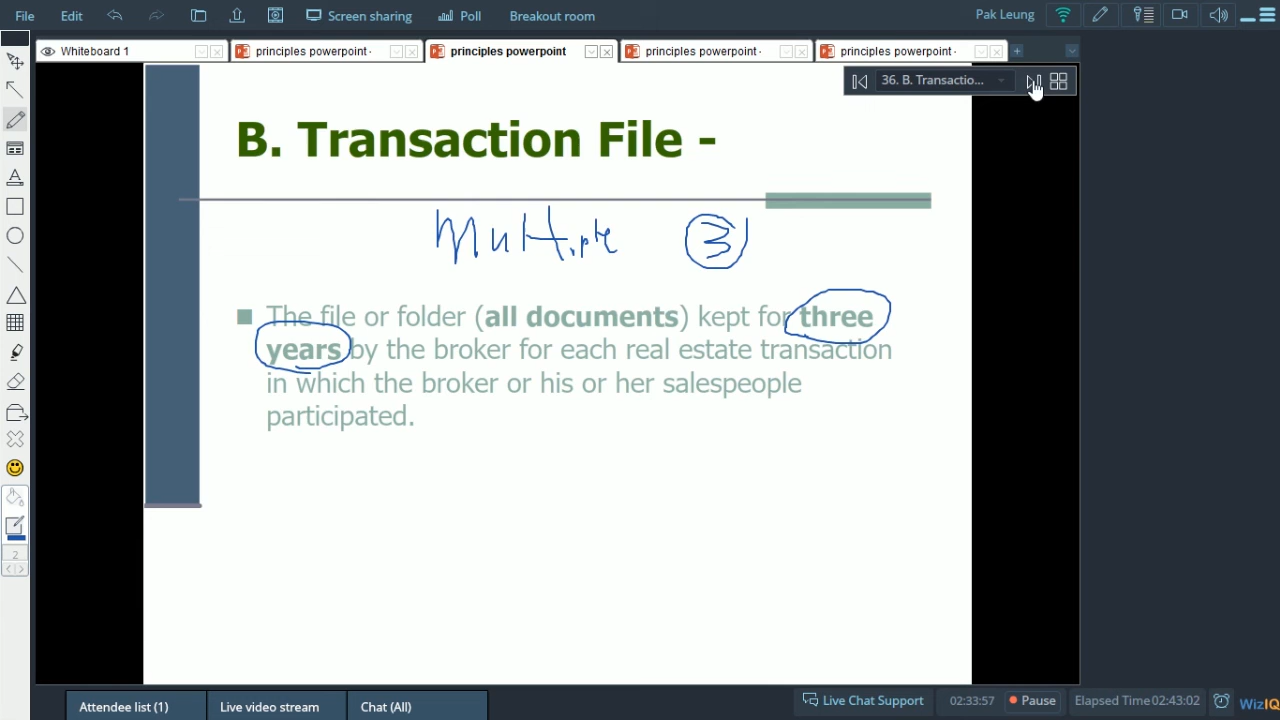 File Edit Screen sharing Poll Breakout room Pak Leung
Whiteboard 1 principles powerpoint- principles powerpoint principles powerpoint- principles powerpoint-
36. B. Transactio...
B. Transaction File -
Multiple 3
The file or folder (all documents) kept for three
years by the broker for each real estate transaction
in which the broker or his or her salespeople
participated.
2
Attendee list (1) Live video stream Chat (All) Live Chat Support 02:33:57 Pause Elapsed Time 02:43:02 WizIQ